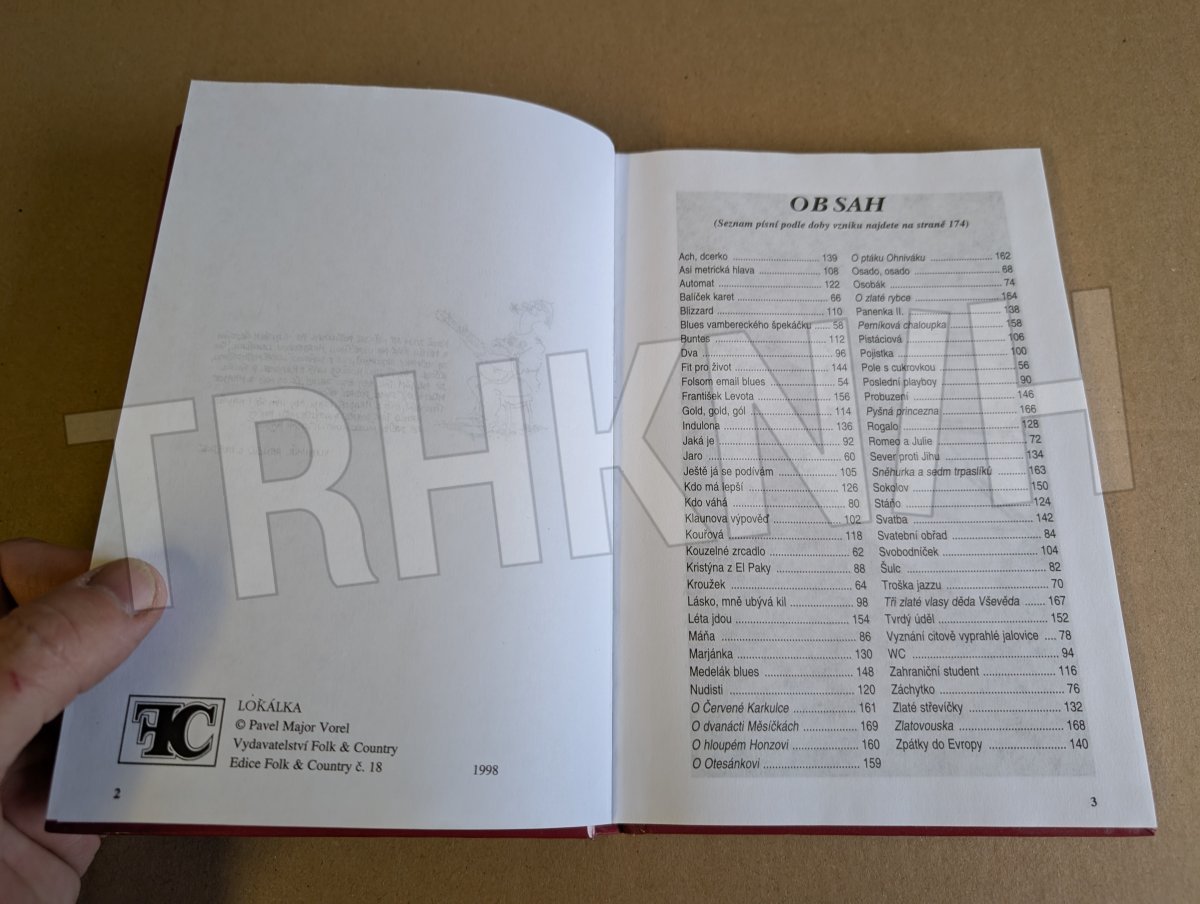 FC
LOKÁLKA
© Pavel Major Vorel
Vydavatelství Folk & Country
Edice Folk & Country č. 18
1998
2
OBSAH
(Seznam písní podle doby vzniku najdete na straně 174)
Ach, dcerko 139
Asi metrická hlava 108
Automat 122
Balíček karet 66
Blizzard 110
Blues vambereckého špekáčku 58
Buntes 112
Dva 96
Fit pro život 144
Folsom email blues 54
František Levota 156
Gold, gold, gól 114
Indulona 136
Jaká je 92
Jaro 60
Ještě já se podívám 105
Kdo má lepší 126
Kdo váhá 80
Klaunova výpověď 102
Kouřová 118
Kouzelné zrcadlo 62
Kristýna z El Paky 88
Kroužek 64
Lásko, mně ubývá kil 98
Léta jdou 154
Máňa 86
Marjánka 130
Medelák blues 148
Nudisti 120
O Červené Karkulce 161
O dvanácti Měsíčkách 169
O hloupém Honzovi 160
O Otesánkovi 159
O ptáku Ohniváku 162
Osado, osado 68
Osobák 74
O zlaté rybce 164
Panenka II. 138
Perníková chaloupka 158
Pistáciová 106
Pojistka 100
Pole s cukrovkou 56
Poslední playboy 90
Probuzení 146
Pyšná princezna 166
Rogalo 128
Romeo a Julie 72
Sever proti Jihu 134
Sněhurka a sedm trpaslíků 163
Sokolov 150
Stáňo 124
Svatba 142
Svatební obřad 84
Svobodníček 104
Šulc 82
Troška jazzu 70
Tři zlaté vlasy děda Vševěda 167
Tvrdý úděl 152
Vyznání citově vyprahlé jalovice 78
WC 94
Zahraniční student 116
Záchytko 76
Zlaté střevíčky 132
Zlatovouska 168
Zpátky do Evropy 140
3
TRHKNIH